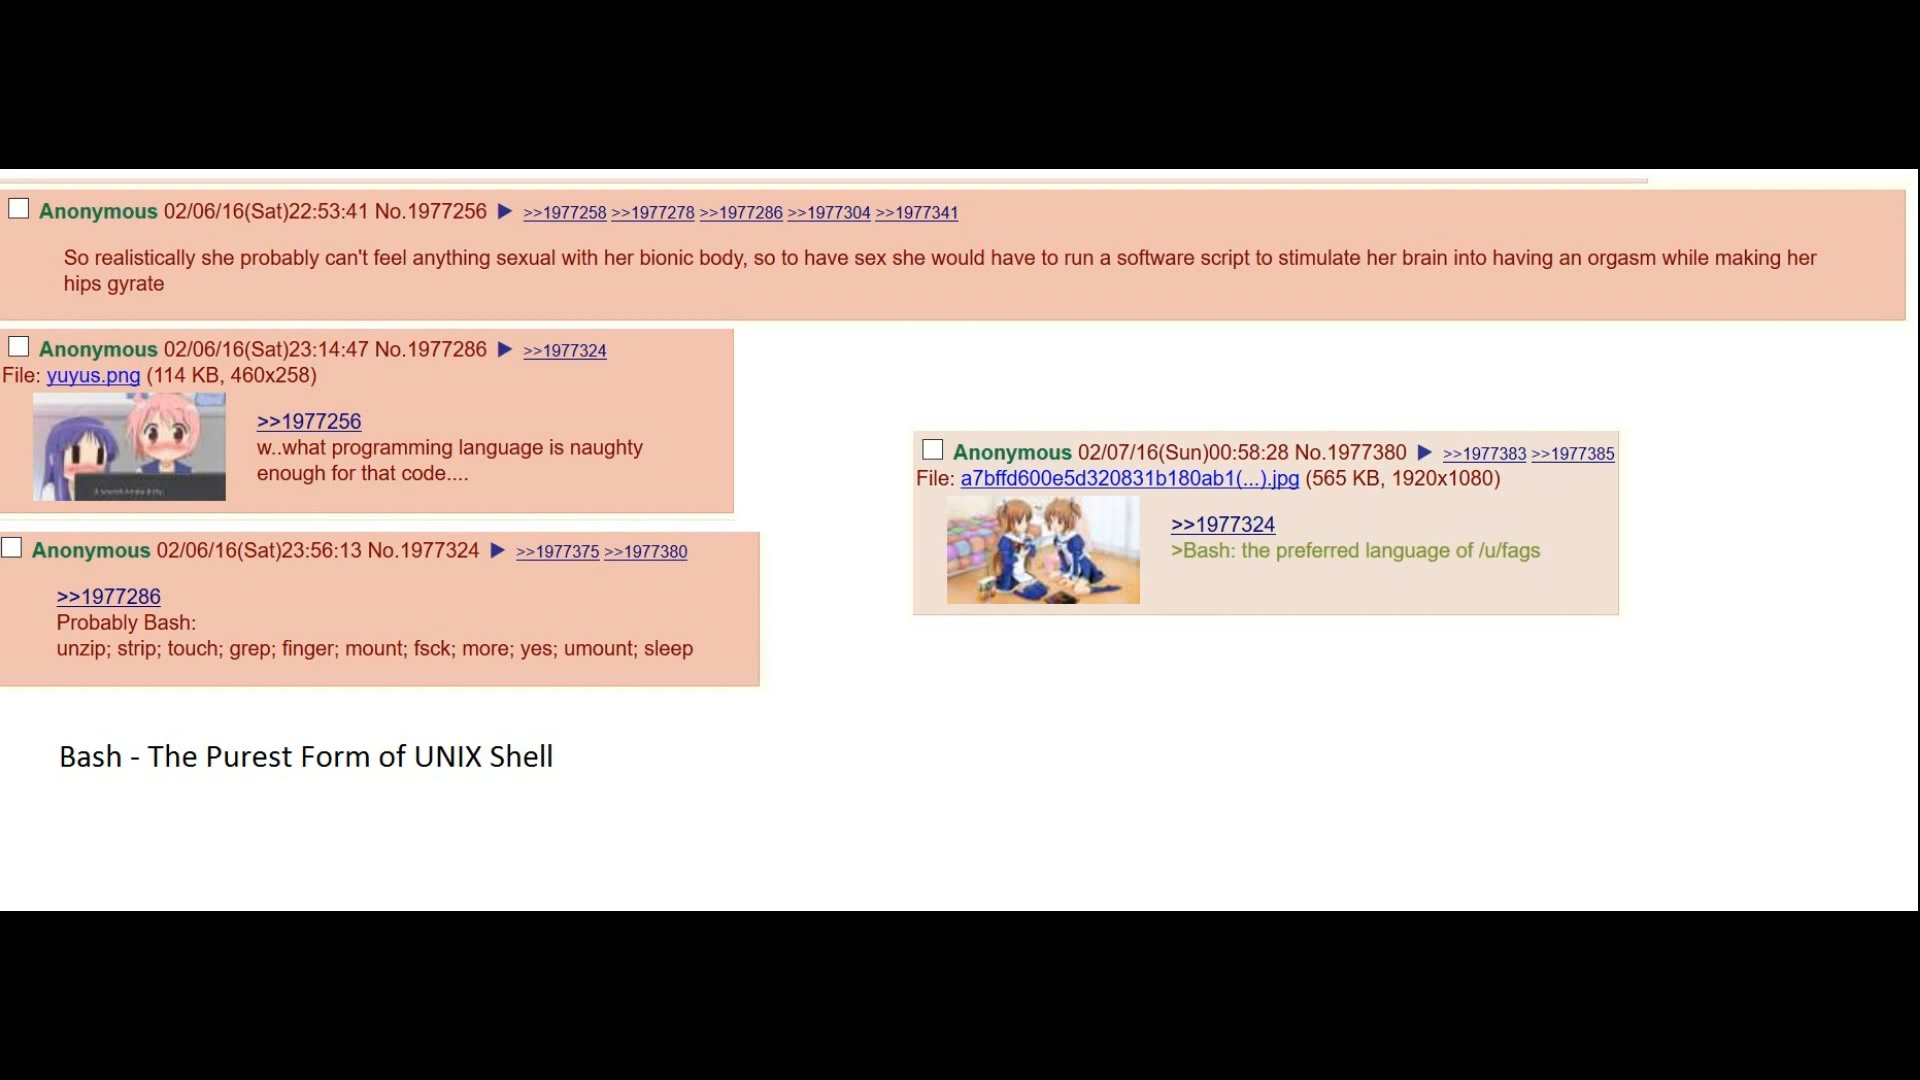 Anonymous 02/06/16(Sat)22:53:41 No.1977256 ▶ >>1977258 >>1977278 >>1977286 >>1977304 >>1977341
So realistically she probably can't feel anything sexual with her bionic body, so to have sex she would have to run a software script to stimulate her brain into having an orgasm while making her
hips gyrate
Anonymous 02/06/16(Sat)23:14:47 No.1977286 ▶ >>1977324
File: yuyus.png (114 KB, 460x258)
>>1977256
w..what programming language is naughty
enough for that code....
Anonymous 02/06/16(Sat)23:56:13 No.1977324 ▶ >>1977375 >>1977380
>>1977286
Probably Bash:
unzip; strip; touch; grep; finger; mount; fsck; more; yes; umount; sleep
Anonymous 02/07/16(Sun)00:58:28 No.1977380 ▶ >>1977383 >>1977385
File: a7bffd600e5d320831b180ab1(...).jpg (565 KB, 1920x1080)
>>1977324
>Bash: the preferred language of /u/fags
Bash - The Purest Form of UNIX Shell